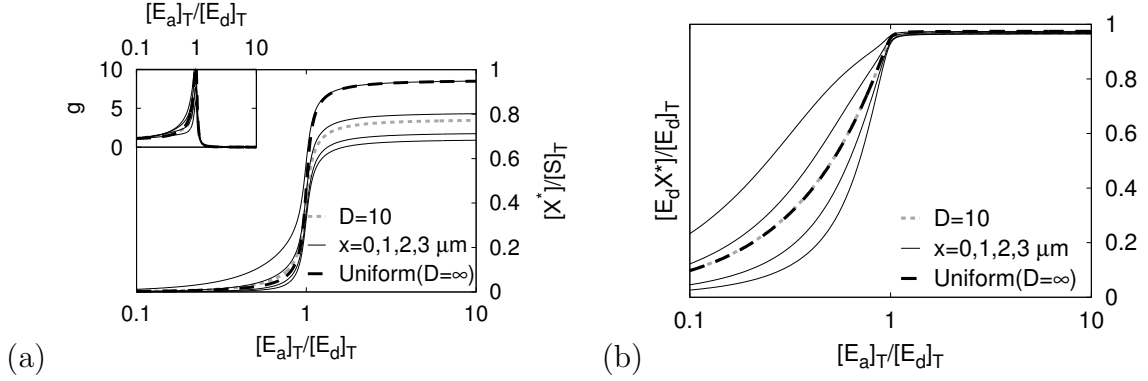 [E_a]_T/[E_d]_T
0.1 1 10
10
5
0
g
1
0.8
0.6
0.4
0.2
0
[X^*]/[S]_T
D=10
x=0,1,2,3 μm
Uniform(D=∞)
0.1 1 10
[E_a]_T/[E_d]_T
(a)
1
0.8
0.6
0.4
0.2
0
[E_dX^*]/[E_d]_T
D=10
x=0,1,2,3 μm
Uniform(D=∞)
0.1 1 10
[E_a]_T/[E_d]_T
(b)